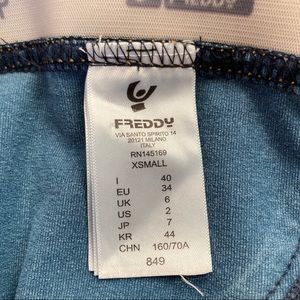 FREDDY
FREDDY
VIA SANTO SPIRITO 14
20121 MILANO
ITALY
RN145169
XSMALL
I 40
EU 34
UK 6
US 2
JP 7
KR 44
CHN 160/70A
849